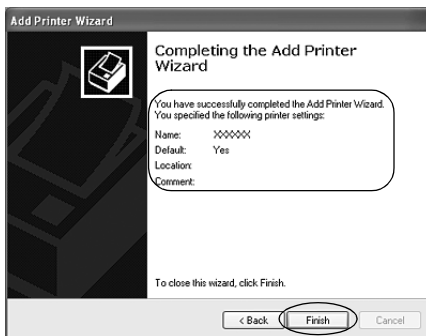 Add Printer Wizard
Completing the Add Printer
Wizard
You have successfully completed the Add Printer Wizard.
You specified the following printer settings:
Name: XXXXXX
Default: Yes
Location:
Comment:
To close this wizard, click Finish.
< Back Finish Cancel